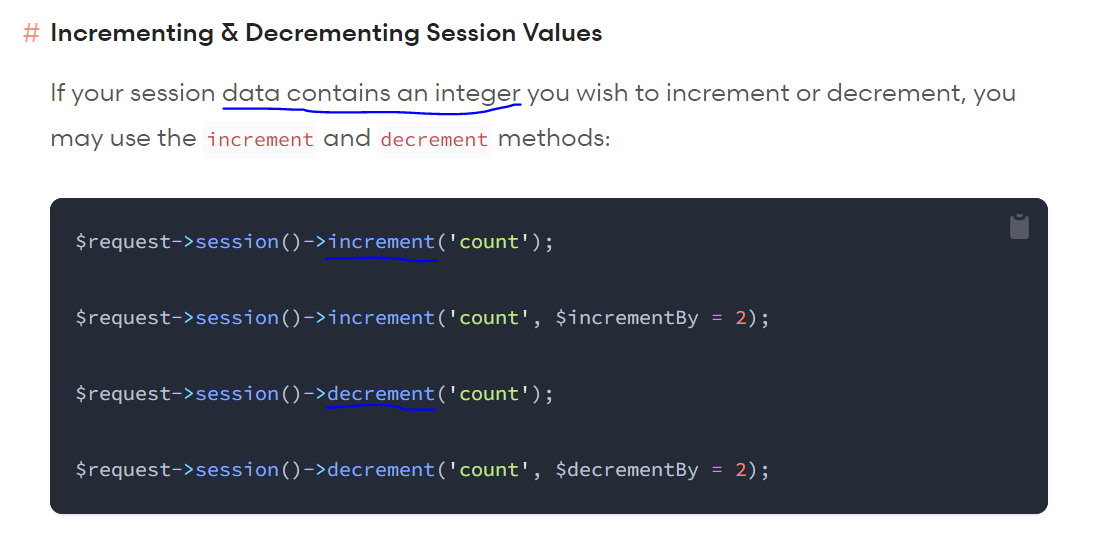 # Incrementing & Decrementing Session Values
If your session data contains an integer you wish to increment or decrement, you
may use the increment and decrement methods:
$request->session()->increment('count');
$request->session()->increment('count', $incrementBy = 2);
$request->session()->decrement('count');
$request->session()->decrement('count', $decrementBy = 2);